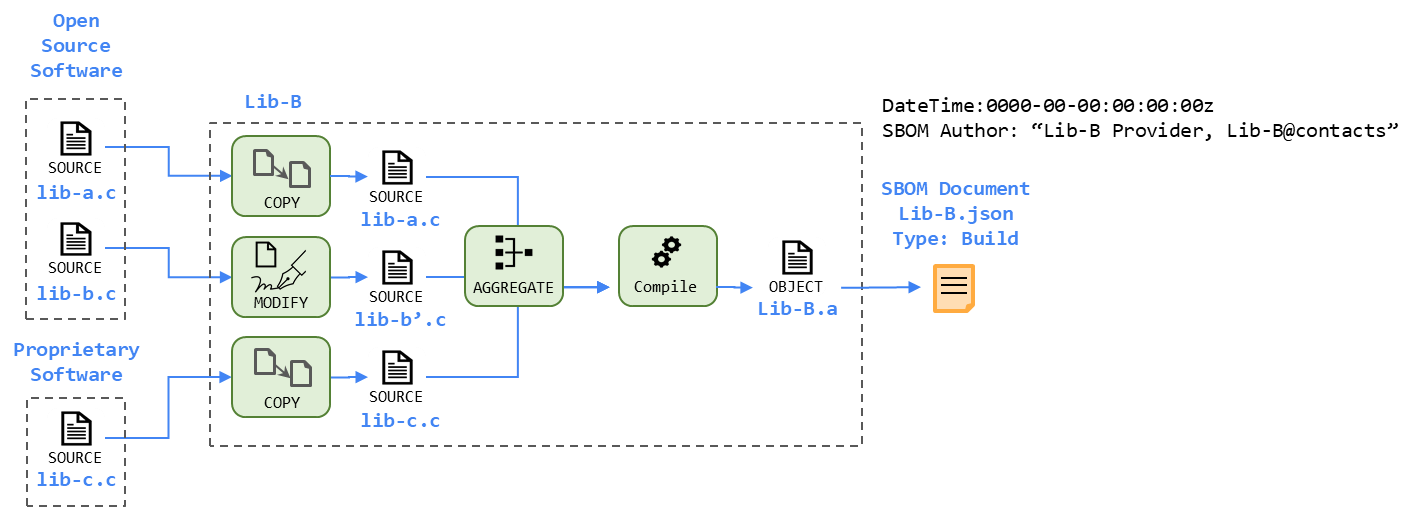 Open
Source
Software
SOURCE
lib-a.c
SOURCE
lib-b.c
Proprietary
Software
SOURCE
lib-c.c
Lib-B
COPY
SOURCE
lib-a.c
MODIFY
SOURCE
lib-b’.c
COPY
SOURCE
lib-c.c
AGGREGATE
Compile
OBJECT
Lib-B.a
DateTime:0000-00-00:00:00:00z
SBOM Author: “Lib-B Provider, Lib-B@contacts”
SBOM Document
Lib-B.json
Type: Build